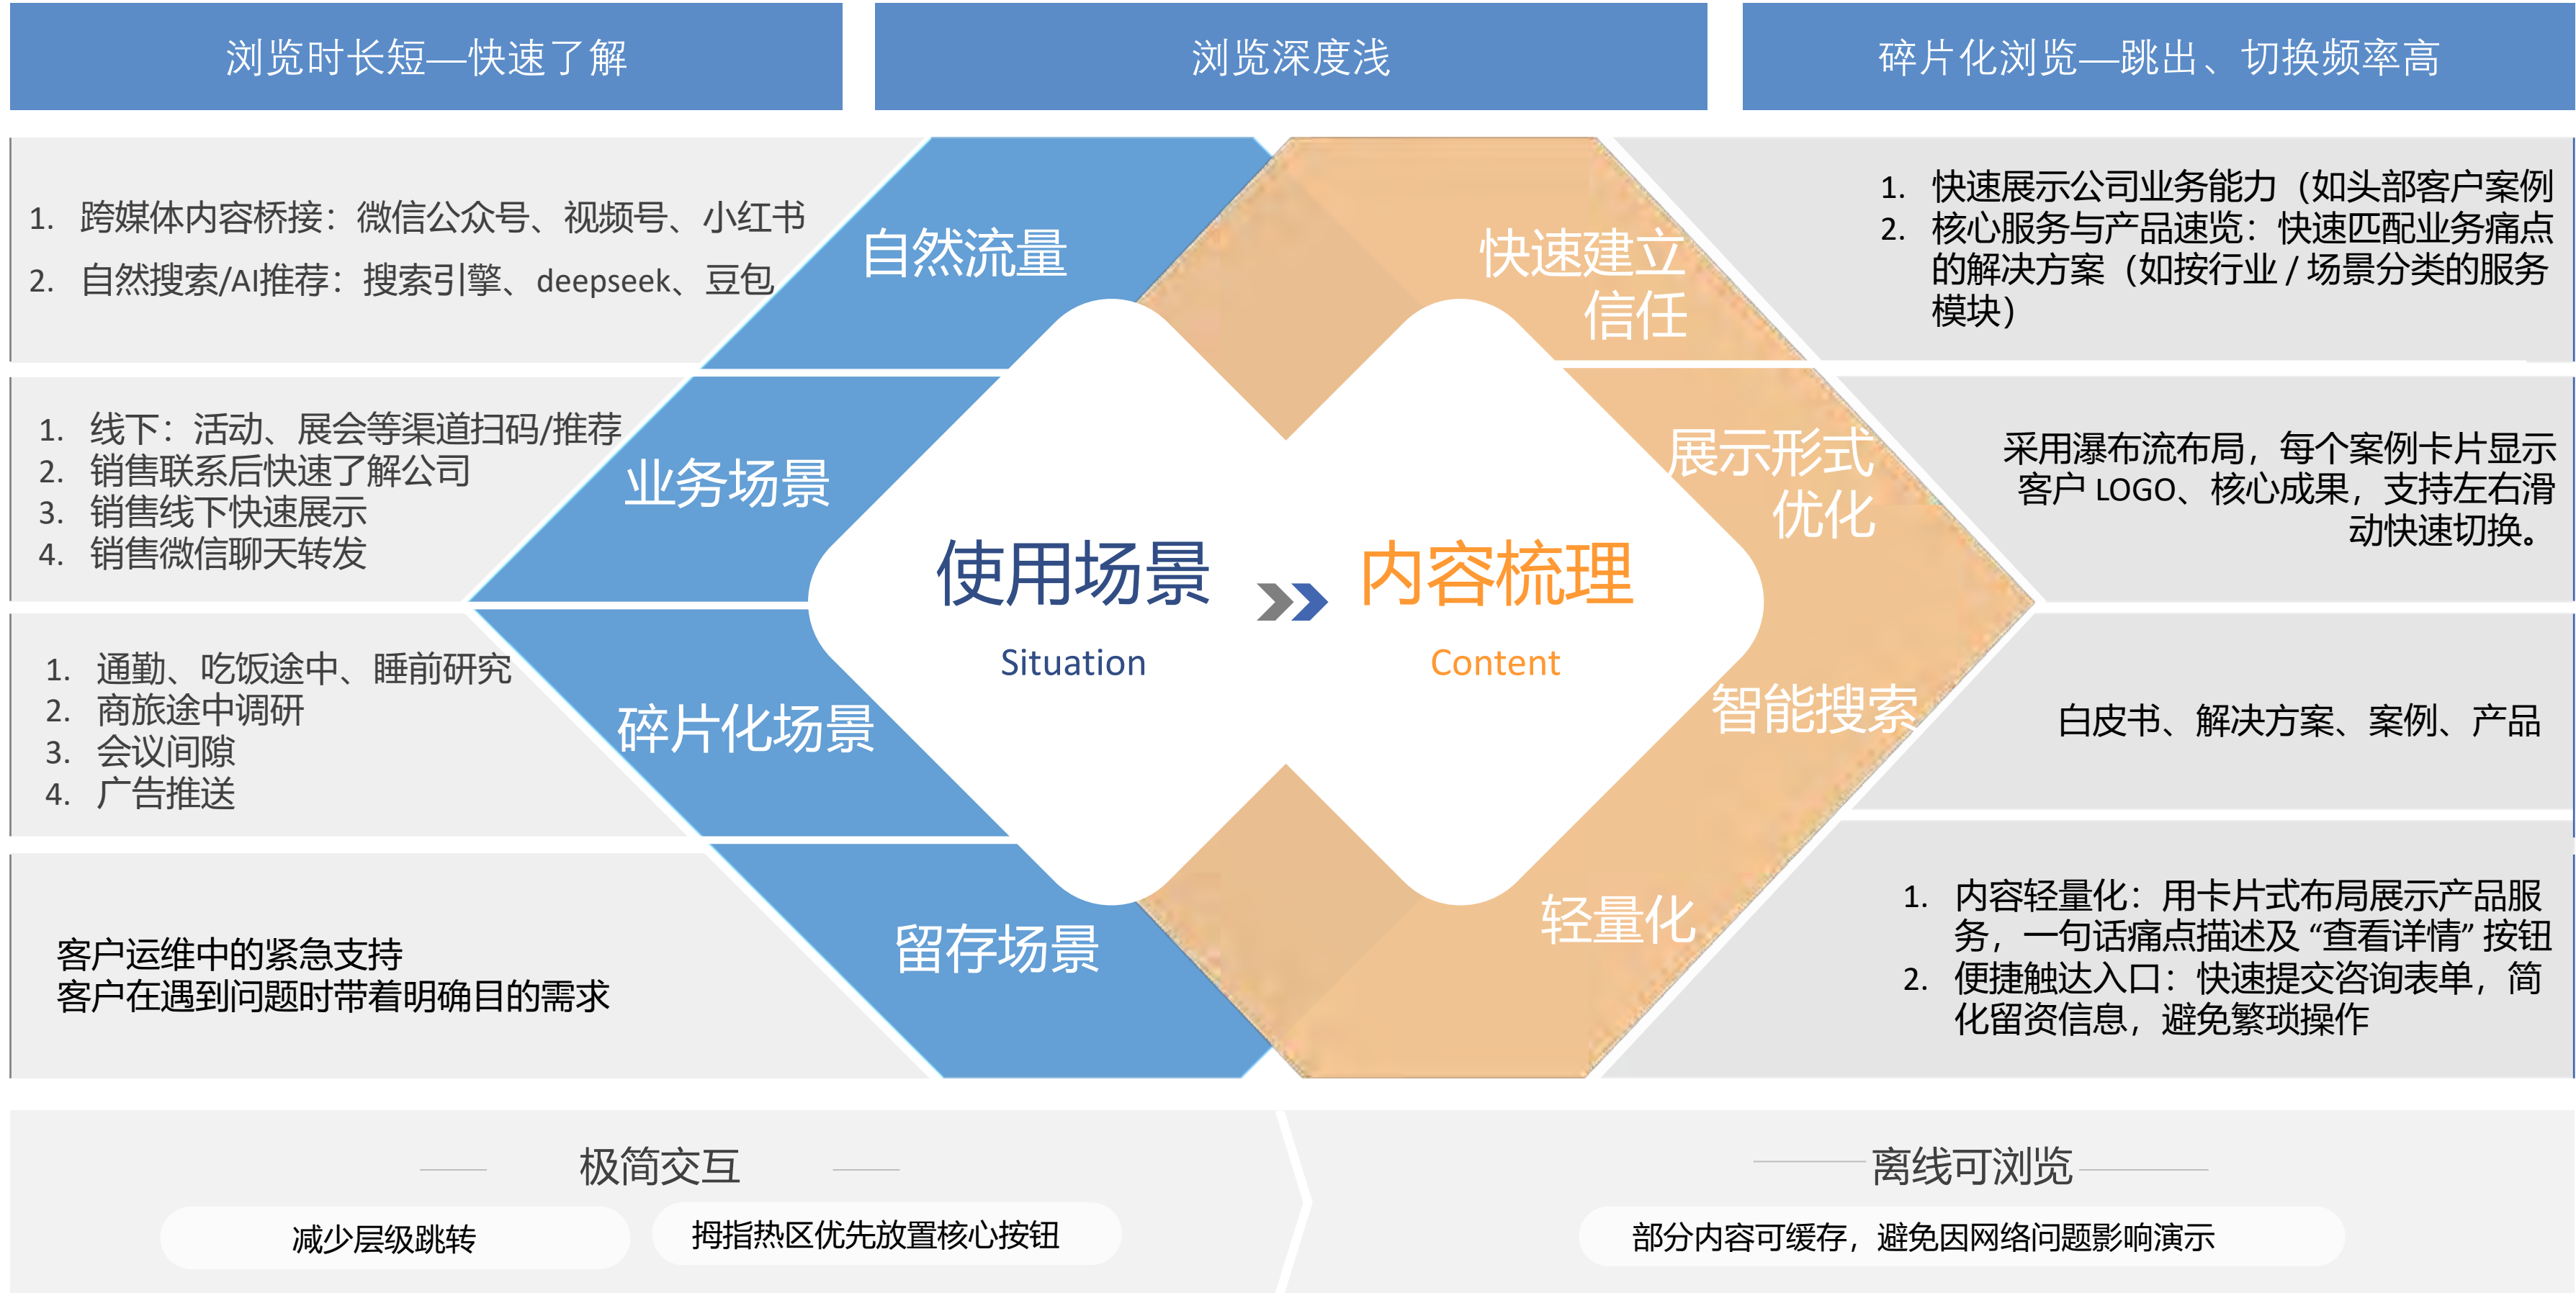 浏览时长短—快速了解
浏览深度浅
碎片化浏览—跳出、切换频率高
1. 跨媒体内容桥接：微信公众号、视频号、小红书
2. 自然搜索/AI推荐：搜索引擎、deepseek、豆包
自然流量
快速建立
信任
1. 快速展示公司业务能力（如头部客户案例
2. 核心服务与产品速览：快速匹配业务痛点
的解决方案（如按行业 / 场景分类的服务
模块）
1. 线下：活动、展会等渠道扫码/推荐
2. 销售联系后快速了解公司
3. 销售线下快速展示
4. 销售微信聊天转发
业务场景
展示形式
优化
采用瀑布流布局，每个案例卡片显示
客户 LOGO、核心成果，支持左右滑
动快速切换。
使用场景
Situation
内容梳理
Content
1. 通勤、吃饭途中、睡前研究
2. 商旅途中调研
3. 会议间隙
4. 广告推送
碎片化场景
智能搜索
白皮书、解决方案、案例、产品
客户运维中的紧急支持
客户在遇到问题时带着明确目的需求
留存场景
轻量化
1. 内容轻量化：用卡片式布局展示产品服
务，一句话痛点描述及 “查看详情” 按钮
2. 便捷触达入口：快速提交咨询表单，简
化留资信息，避免繁琐操作
极简交互
减少层级跳转
拇指热区优先放置核心按钮
离线可浏览
部分内容可缓存，避免因网络问题影响演示